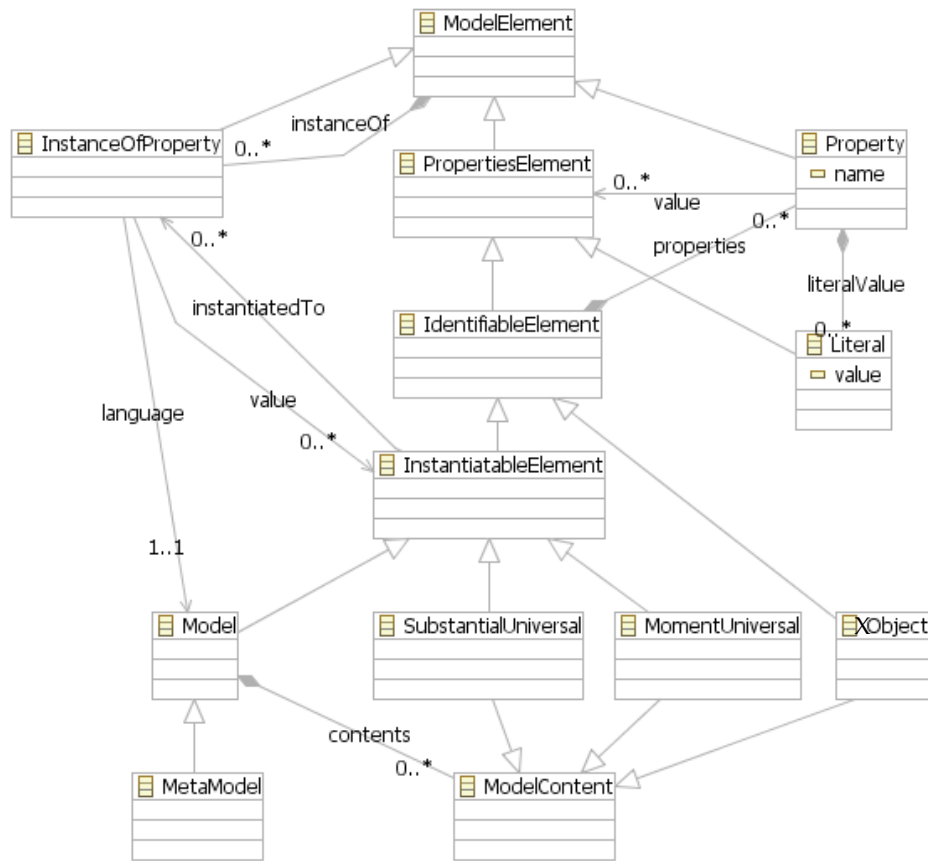 ModelElement
instanceOf
InstanceOfProperty
0..*
PropertiesElement
Property
name
0..*
value
0..*
0..*
properties
instantiatedTo
literalValue
IdentifiableElement
0..*
Literal
value
language
value
0..*
InstantiatableElement
1..1
Model
SubstantialUniversal
MomentUniversal
XObject
contents
0..*
MetaModel
ModelContent